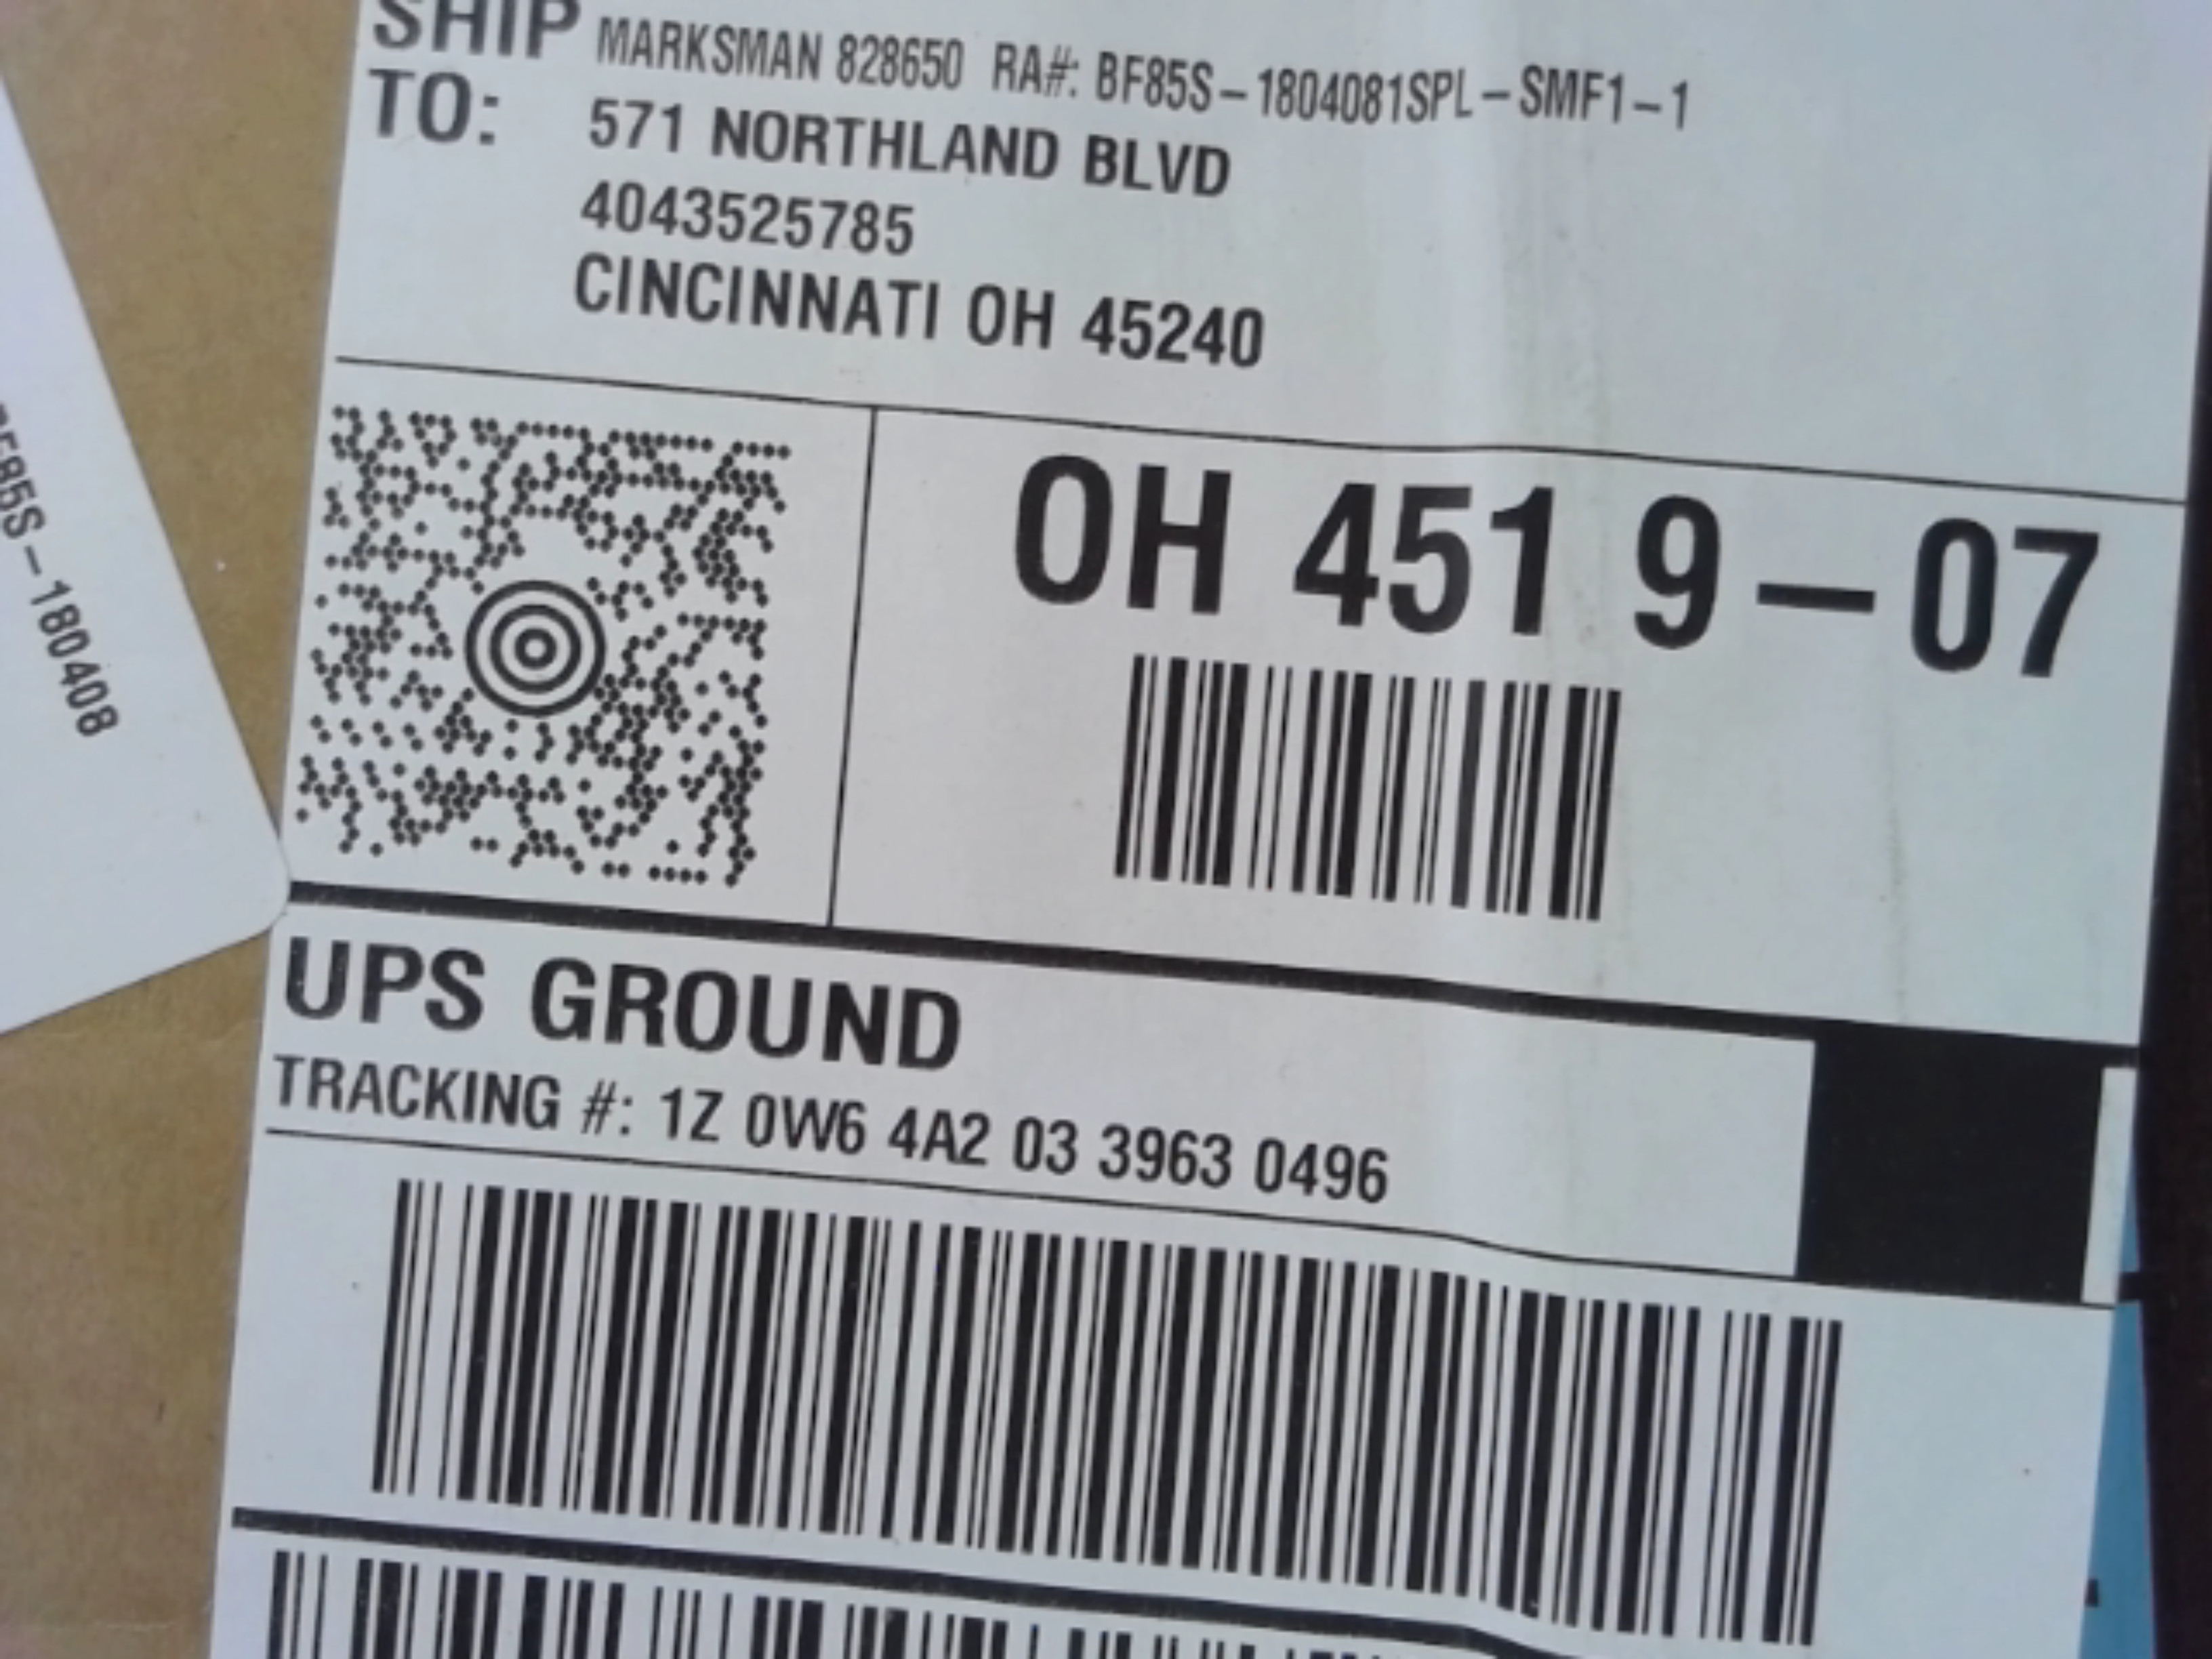 SHIP TO: MARKSMAN 828650 RA#: BF85S-1804081SPL-SMF1-1
571 NORTHLAND BLVD
4043525785
CINCINNATI OH 45240
OH 451 9-07
UPS GROUND
TRACKING #: 1Z 0W6 4A2 03 3963 0496
85S-180408